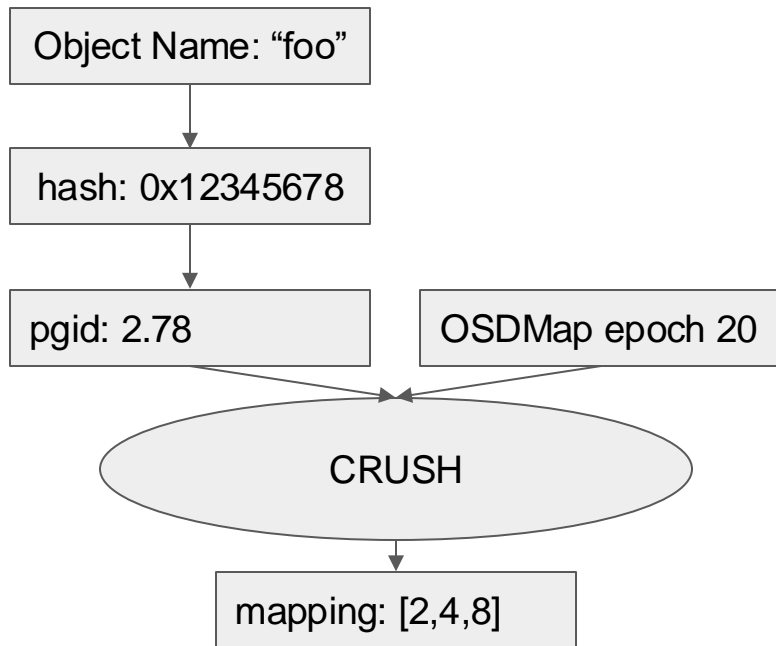 Object Name: “foo”
hash: 0x12345678
pgid: 2.78
OSDMap epoch 20
CRUSH
mapping: [2,4,8]